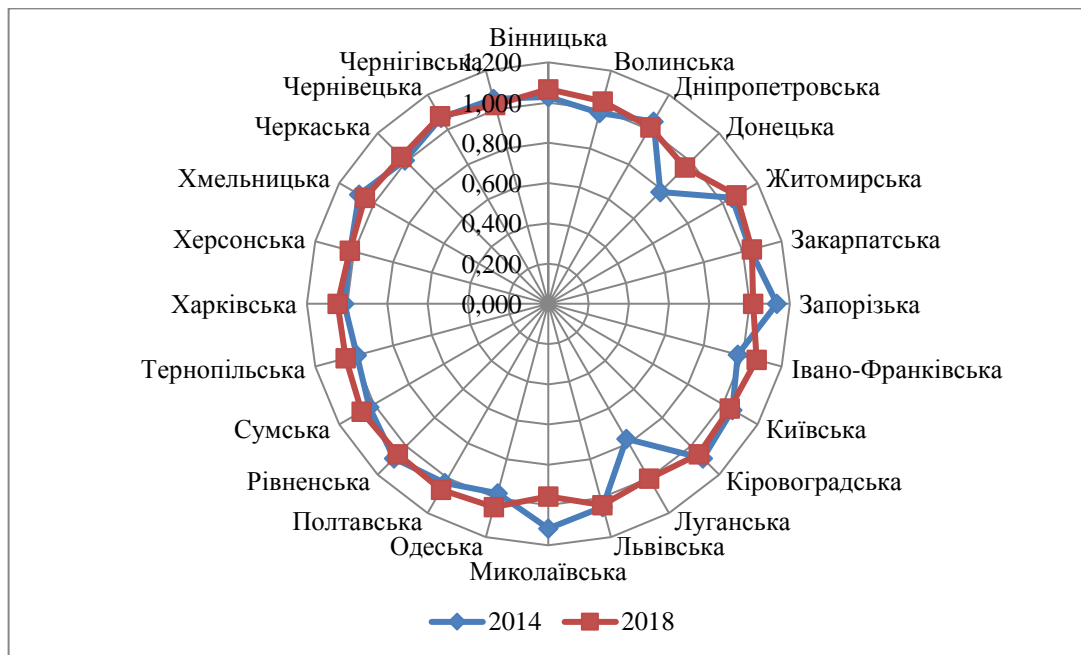 Вінницька
Волинська
Дніпропетровська
Донецька
Житомирська
Закарпатська
Запорізька
Івано-Франківська
Київська
Кіровоградська
Луганська
Львівська
Миколаївська
Одеська
Полтавська
Рівненська
Сумська
Тернопільська
Харківська
Херсонська
Хмельницька
Черкаська
Чернівецька
Чернігівська
1,200
1,000
0,800
0,600
0,400
0,200
0,000
2014 2018